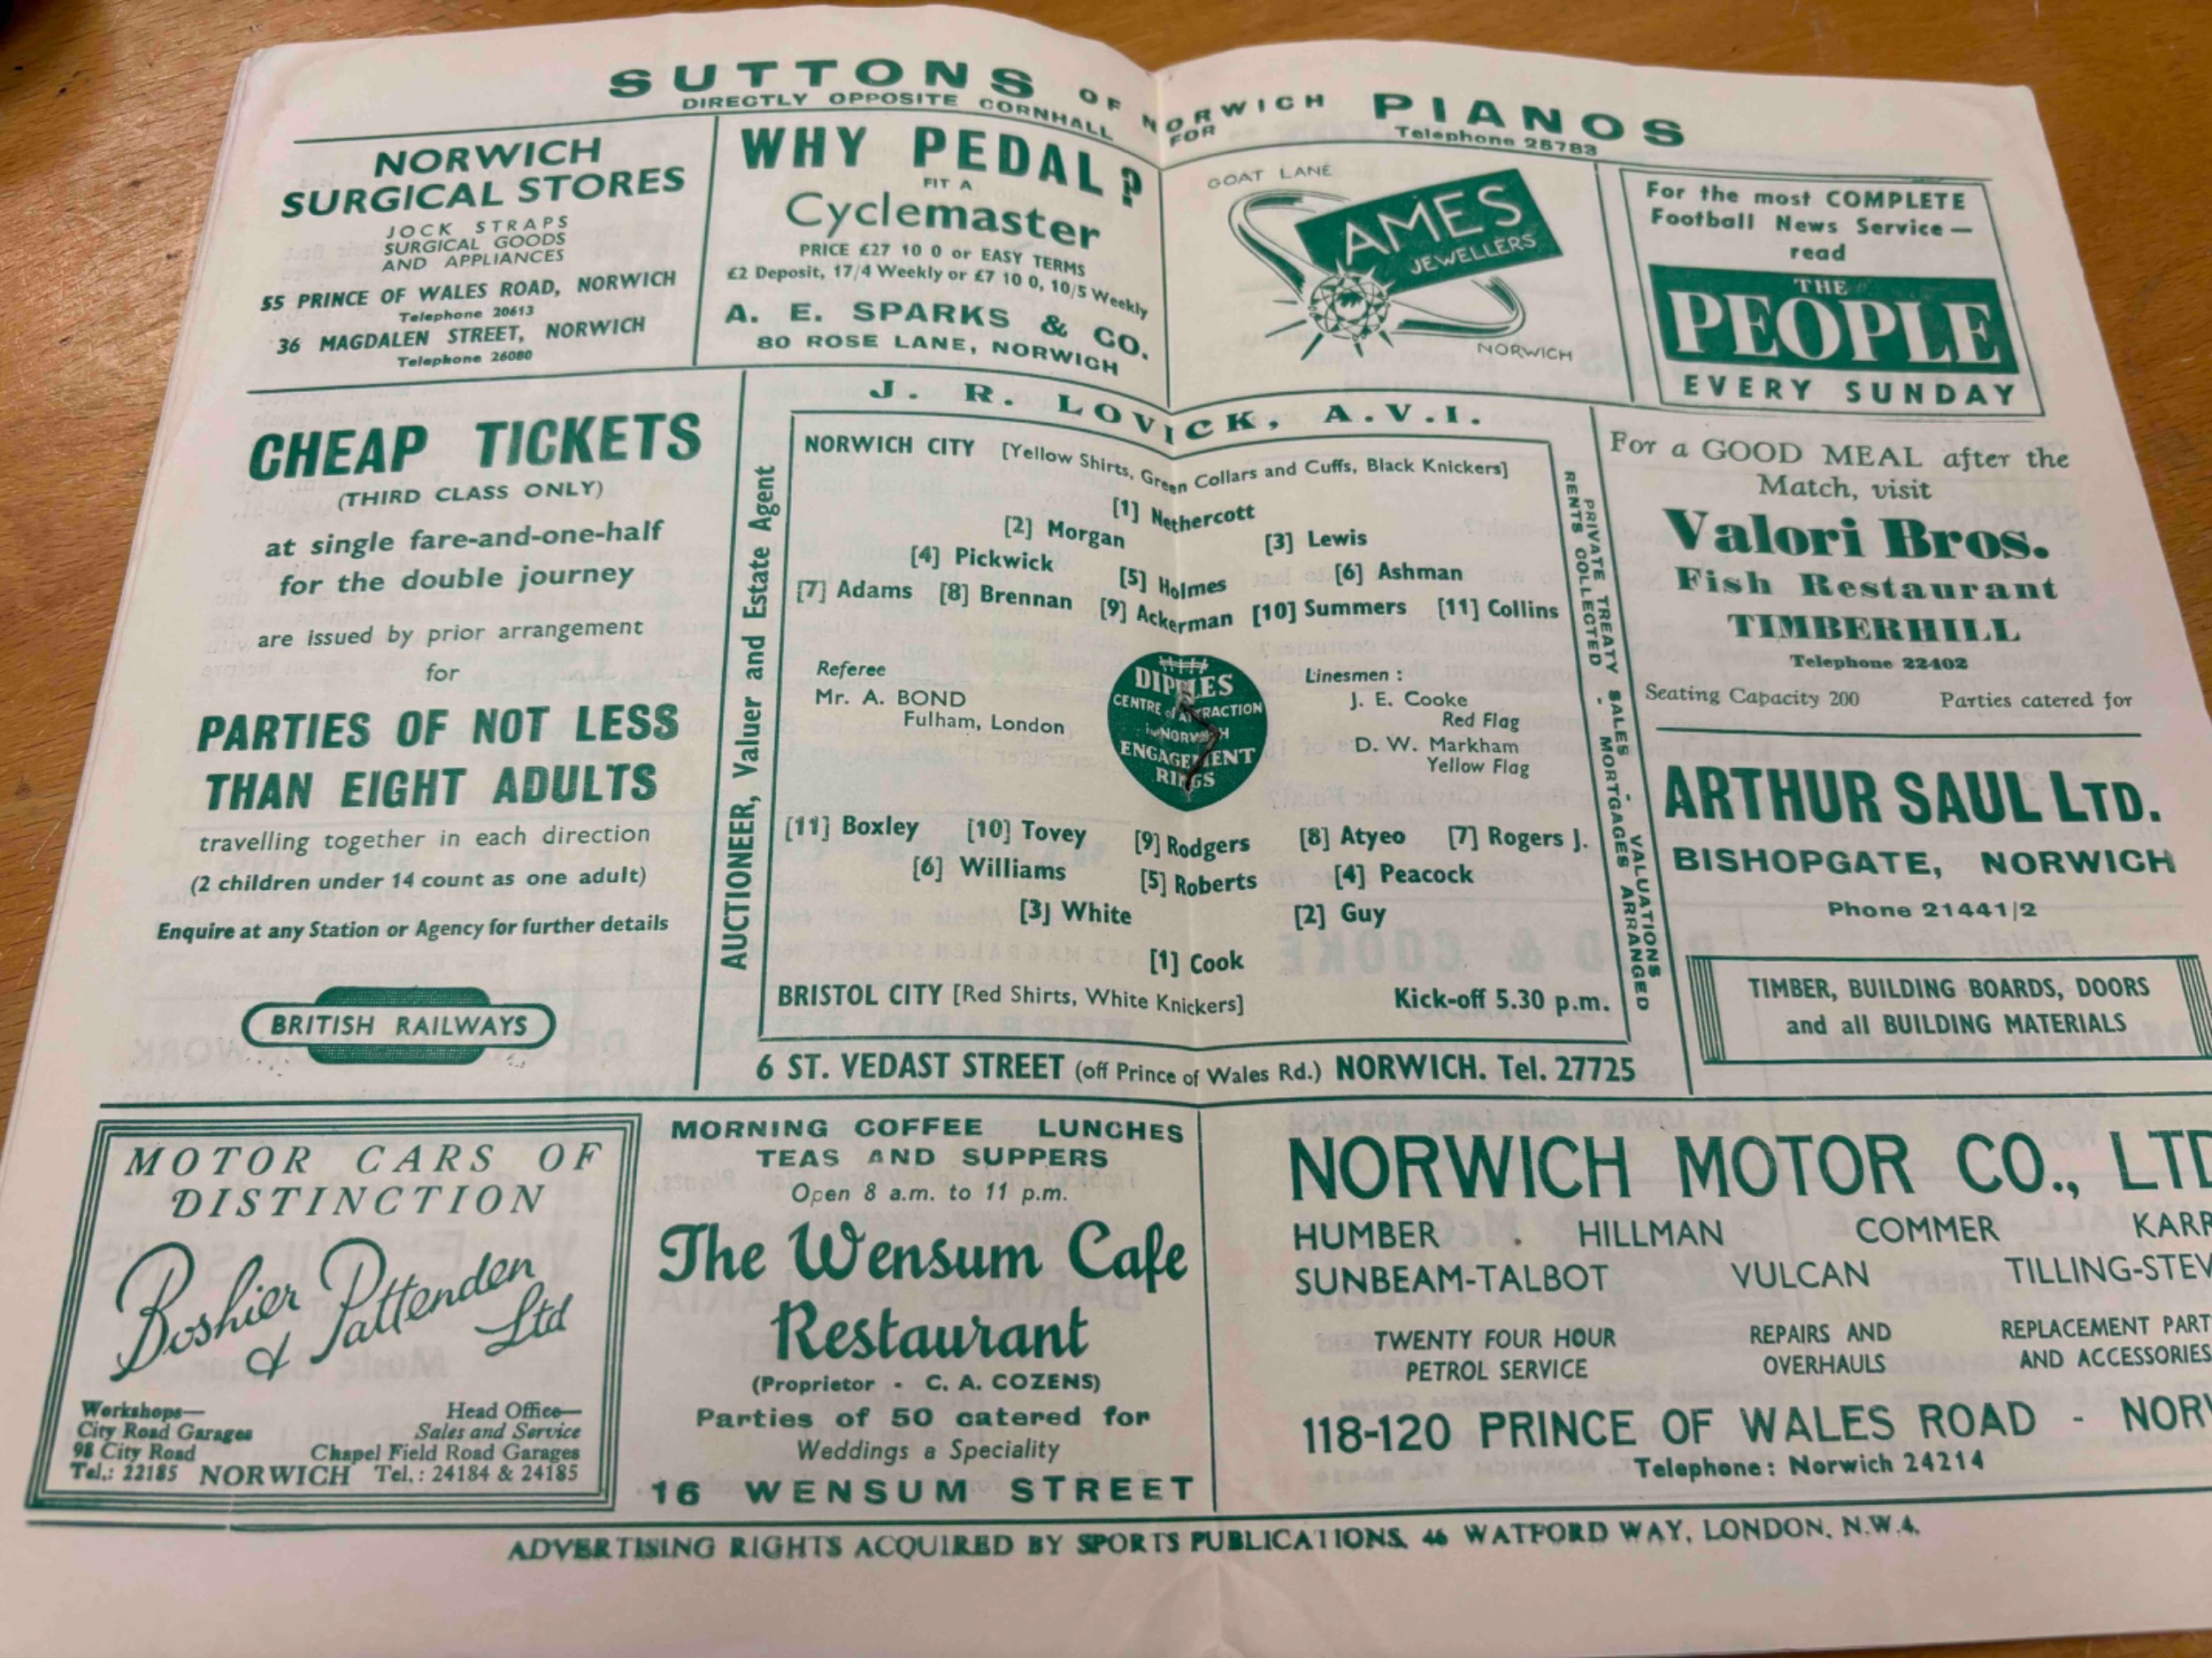 SUTTONS OF NORWICH FOR PIANOS
DIRECTLY OPPOSITE CORNHALL
Telephone 25783
NORWICH
SURGICAL STORES
JOCK STRAPS
SURGICAL GOODS
AND APPLIANCES
55 PRINCE OF WALES ROAD, NORWICH
Telephone 20613
36 MAGDALEN STREET, NORWICH
Telephone 26080
WHY PEDAL?
FIT A
Cyclemaster
PRICE £27 10 0 or EASY TERMS
£2 Deposit, 17/4 Weekly or £7 10 0, 10/5 Weekly
A. E. SPARKS & CO.
80 ROSE LANE, NORWICH
GOAT LANE
AMES
JEWELLERS
NORWICH
For the most COMPLETE
Football News Service —
read
THE
PEOPLE
EVERY SUNDAY
CHEAP TICKETS
(THIRD CLASS ONLY)
at single fare-and-one-half
for the double journey
are issued by prior arrangement
for
PARTIES OF NOT LESS
THAN EIGHT ADULTS
travelling together in each direction
(2 children under 14 count as one adult)
Enquire at any Station or Agency for further details
BRITISH RAILWAYS
J. R. LOVICK, A.V.I.
AUCTIONEER, Valuer and Estate Agent
NORWICH CITY [Yellow Shirts, Green Collars and Cuffs, Black Knickers]
[1] Nethercott
[2] Morgan [3] Lewis
[4] Pickwick [5] Holmes [6] Ashman
[7] Adams [8] Brennan [9] Ackerman [10] Summers [11] Collins
Referee
Mr. A. BOND
Fulham, London
DIPPLES
CENTRE of ATTRACTION
in NORWICH
ENGAGEMENT
RINGS
Linesmen :
J. E. Cooke
Red Flag
D. W. Markham
Yellow Flag
[11] Boxley [10] Tovey [9] Rodgers [8] Atyeo [7] Rogers J.
[6] Williams [5] Roberts [4] Peacock
[3] White [2] Guy
[1] Cook
BRISTOL CITY [Red Shirts, White Knickers] Kick-off 5.30 p.m.
PRIVATE TREATY SALES - VALUATIONS
RENTS COLLECTED - MORTGAGES ARRANGED
6 ST. VEDAST STREET (off Prince of Wales Rd.) NORWICH. Tel. 27725
For a GOOD MEAL after the
Match, visit
Valori Bros.
Fish Restaurant
TIMBERHILL
Telephone 22402
Seating Capacity 200 Parties catered for
ARTHUR SAUL LTD.
BISHOPGATE, NORWICH
Phone 21441/2
TIMBER, BUILDING BOARDS, DOORS
and all BUILDING MATERIALS
MOTOR CARS OF
DISTINCTION
Boshier
& Pattenden
Ltd
Workshops—
City Road Garages
98 City Road
Tel.: 22185
Head Office—
Sales and Service
Chapel Field Road Garages
NORWICH Tel.: 24184 & 24185
MORNING COFFEE LUNCHES
TEAS AND SUPPERS
Open 8 a.m. to 11 p.m.
The Wensum Cafe
Restaurant
(Proprietor - C. A. COZENS)
Parties of 50 catered for
Weddings a Speciality
16 WENSUM STREET
NORWICH MOTOR CO., LTD
HUMBER . HILLMAN COMMER KARR
SUNBEAM-TALBOT VULCAN TILLING-STEV
TWENTY FOUR HOUR
PETROL SERVICE
REPAIRS AND
OVERHAULS
REPLACEMENT PART
AND ACCESSORIES
118-120 PRINCE OF WALES ROAD - NORW
Telephone: Norwich 24214
ADVERTISING RIGHTS ACQUIRED BY SPORTS PUBLICATIONS, 46 WATFORD WAY, LONDON, N.W.4.